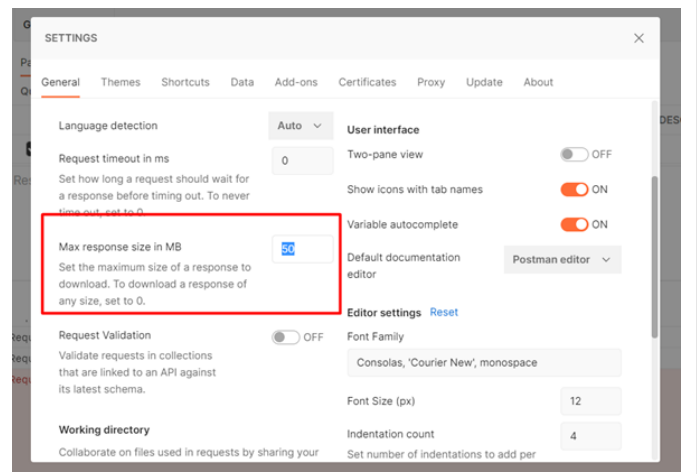 SETTINGS
General Themes Shortcuts Data Add-ons Certificates Proxy Update About
Language detection
Auto
Request timeout in ms
0
Set how long a request should wait for
a response before timing out. To never
time out, set to 0.
Max response size in MB
50
Set the maximum size of a response to
download. To download a response of
any size, set to 0.
Request Validation
OFF
Validate requests in collections
that are linked to an API against
its latest schema.
Working directory
Collaborate on files used in requests by sharing your
User interface
Two-pane view
OFF
Show icons with tab names
ON
Variable autocomplete
ON
Default documentation
editor
Postman editor
Editor settings Reset
Font Family
Consolas, 'Courier New', monospace
Font Size (px)
12
Indentation count
4
Set number of indentations to add per